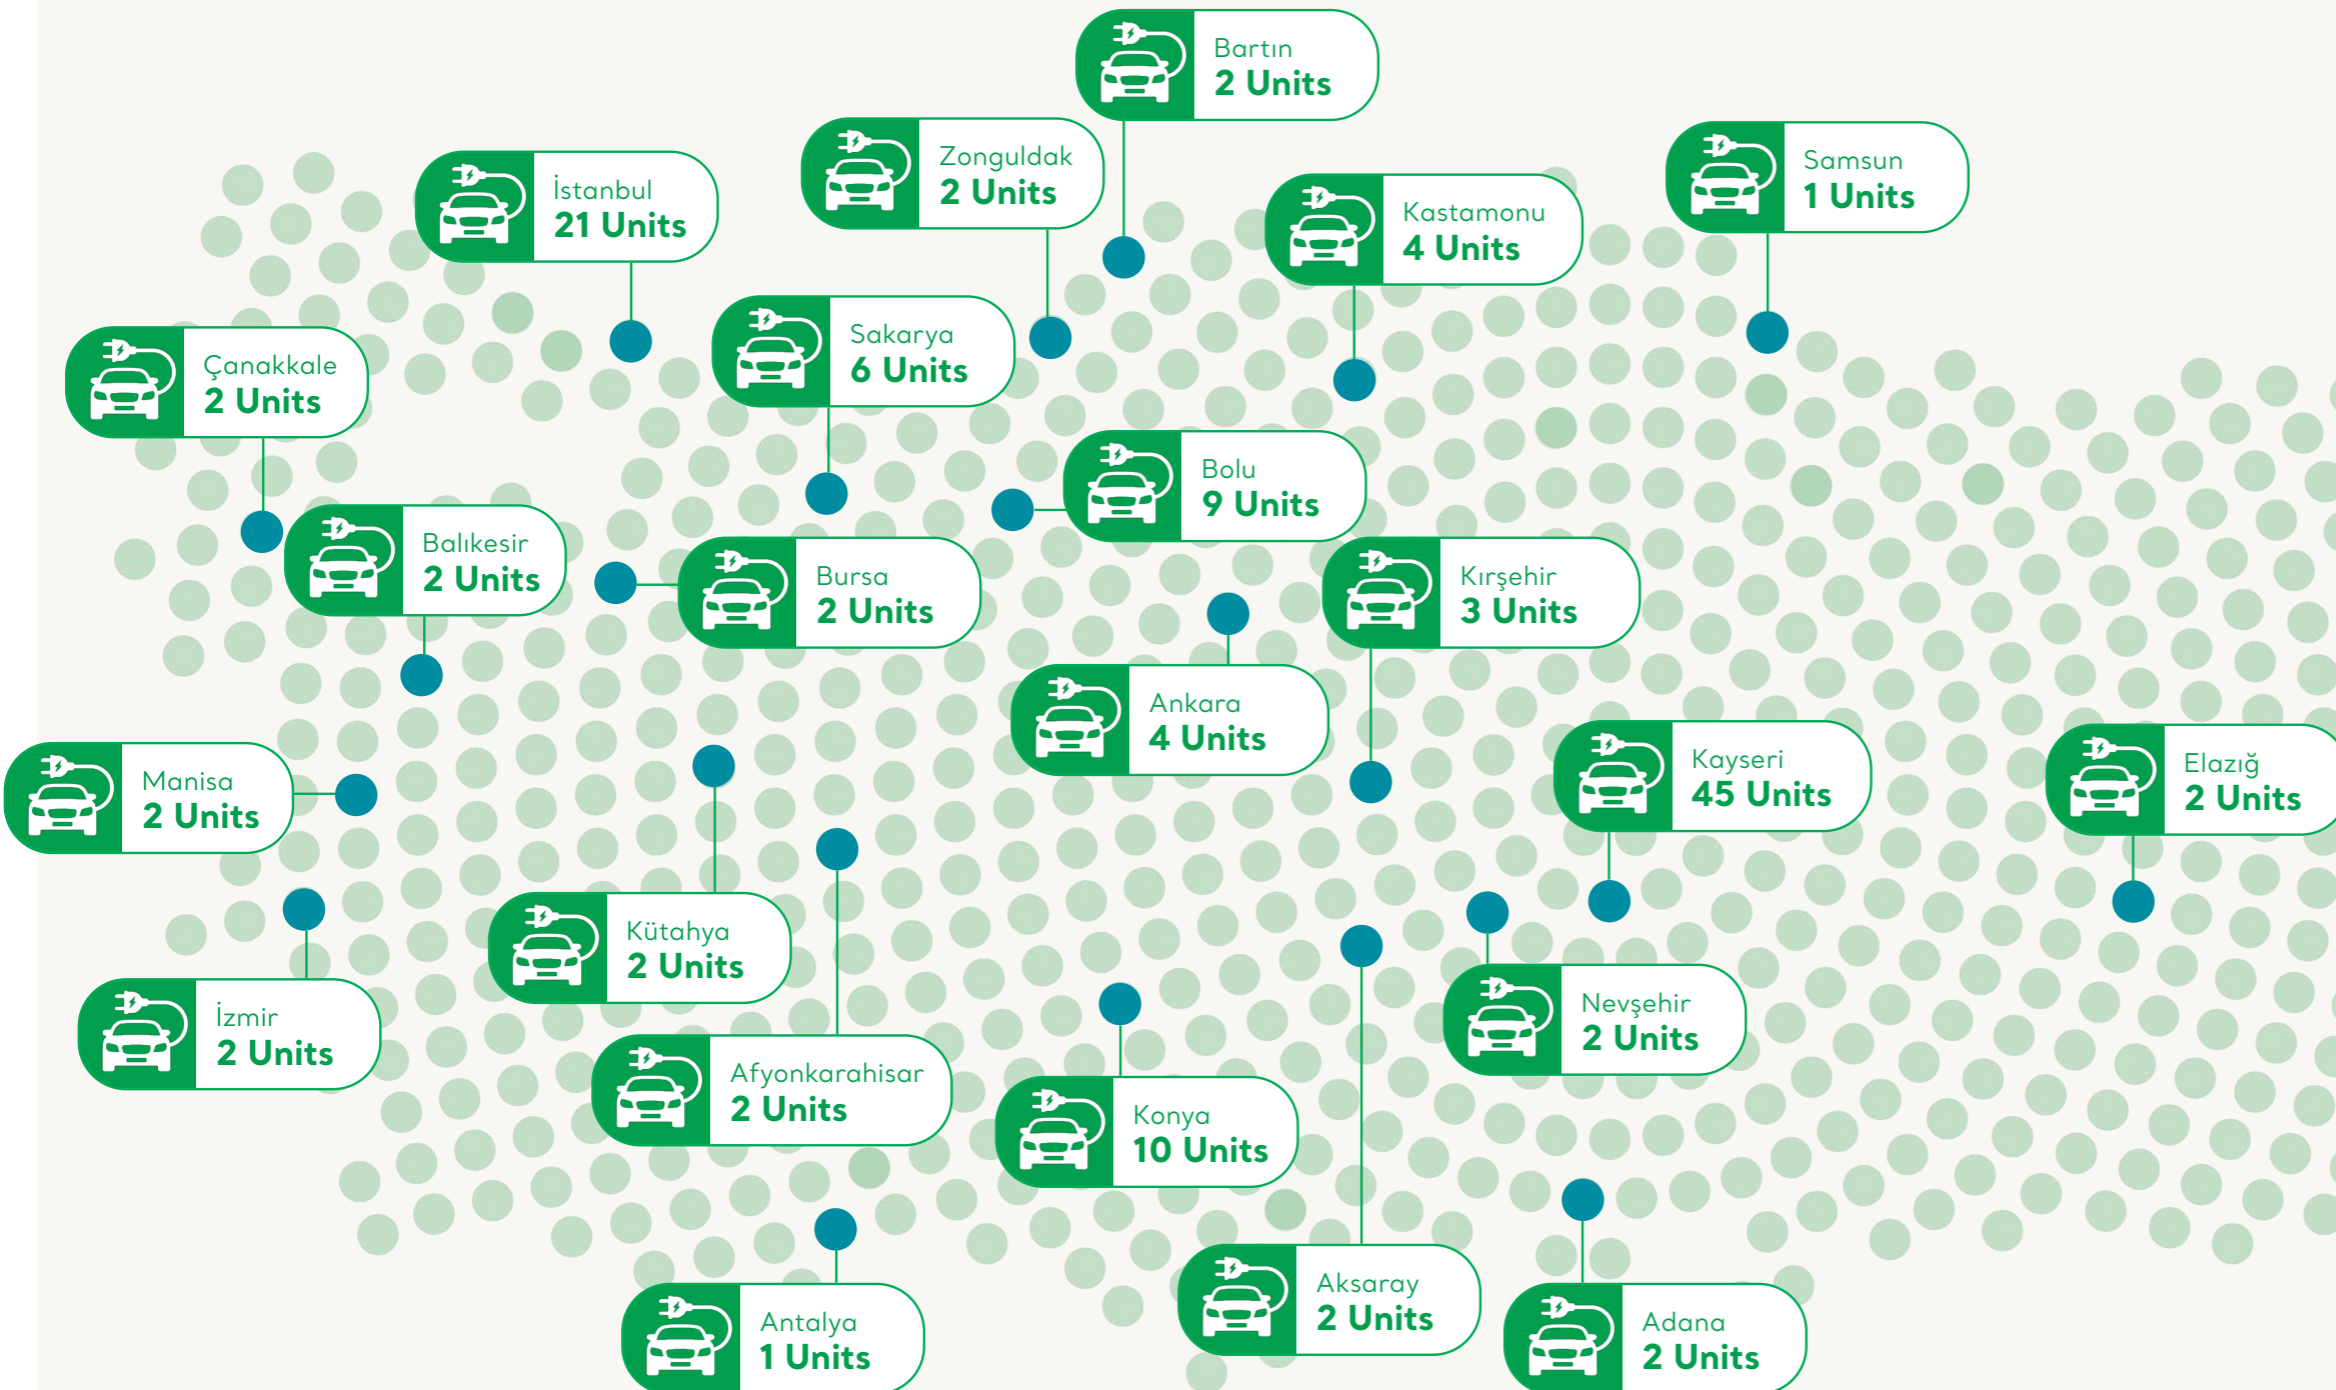 Bartın
2 Units
Zonguldak
2 Units
Samsun
1 Units
İstanbul
21 Units
Kastamonu
4 Units
Sakarya
6 Units
Çanakkale
2 Units
Bolu
9 Units
Balıkesir
2 Units
Bursa
2 Units
Kırşehir
3 Units
Ankara
4 Units
Kayseri
45 Units
Elazığ
2 Units
Manisa
2 Units
Kütahya
2 Units
Nevşehir
2 Units
İzmir
2 Units
Afyonkarahisar
2 Units
Konya
10 Units
Aksaray
2 Units
Antalya
1 Units
Adana
2 Units